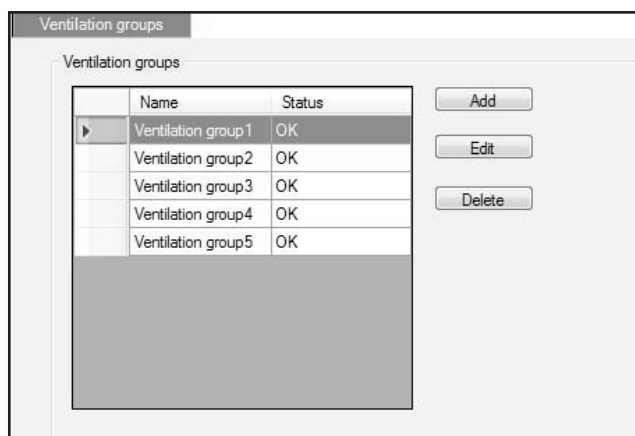 Ventilation groups
Ventilation groups
Name Status
Ventilation group1 OK
Ventilation group2 OK
Ventilation group3 OK
Ventilation group4 OK
Ventilation group5 OK
Add
Edit
Delete